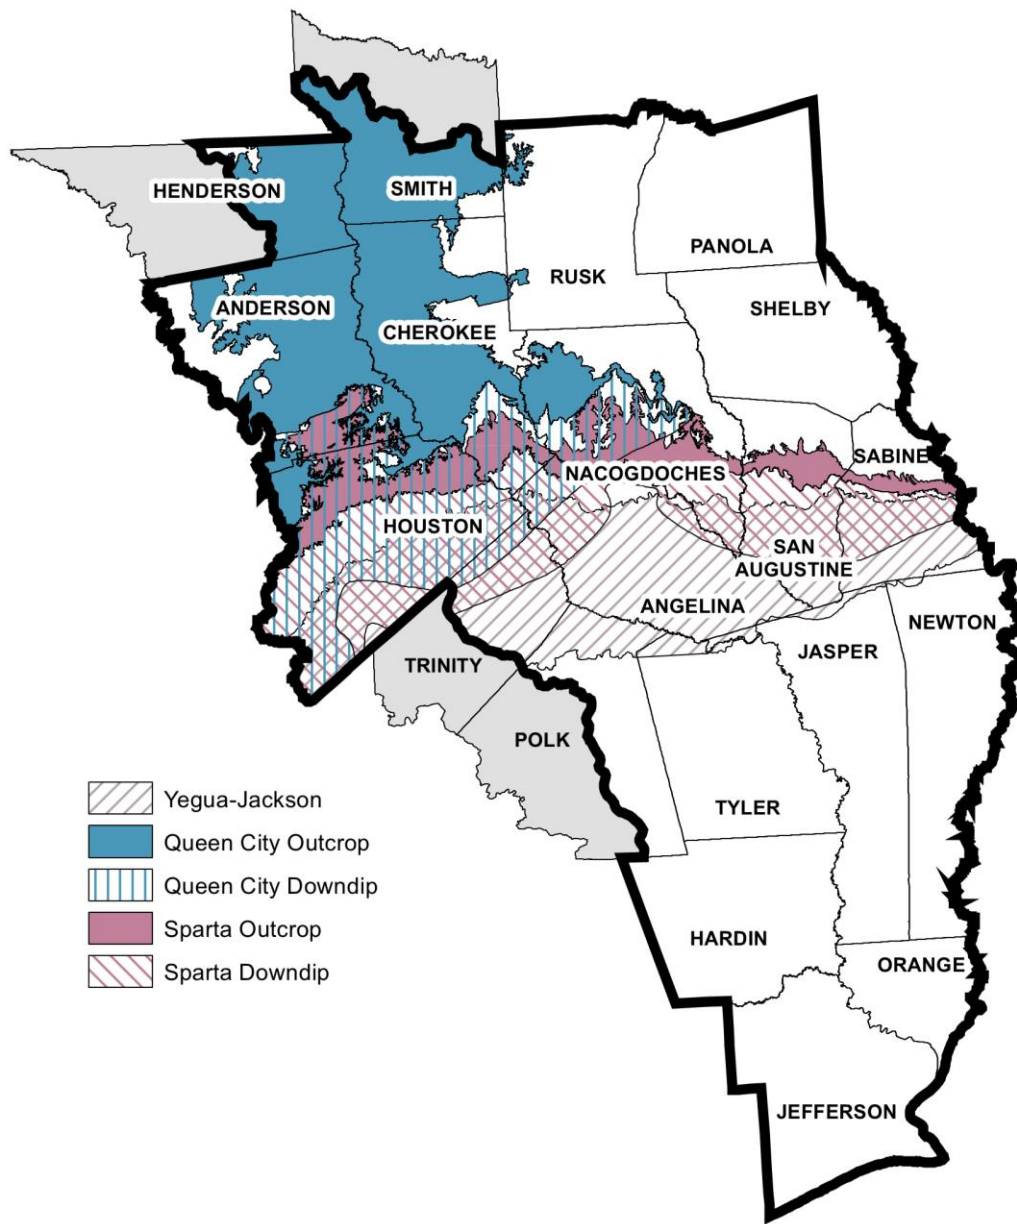 HENDERSON
SMITH
PANOLA
RUSK
ANDERSON
SHELBY
CHEROKEE
SABINE
NACOGDOCHES
HOUSTON
SAN
AUGUSTINE
ANGELINA
NEWTON
JASPER
TRINITY
POLK
TYLER
HARDIN
ORANGE
JEFFERSON
Yegua-Jackson
Queen City Outcrop
Queen City Downdip
Sparta Outcrop
Sparta Downdip